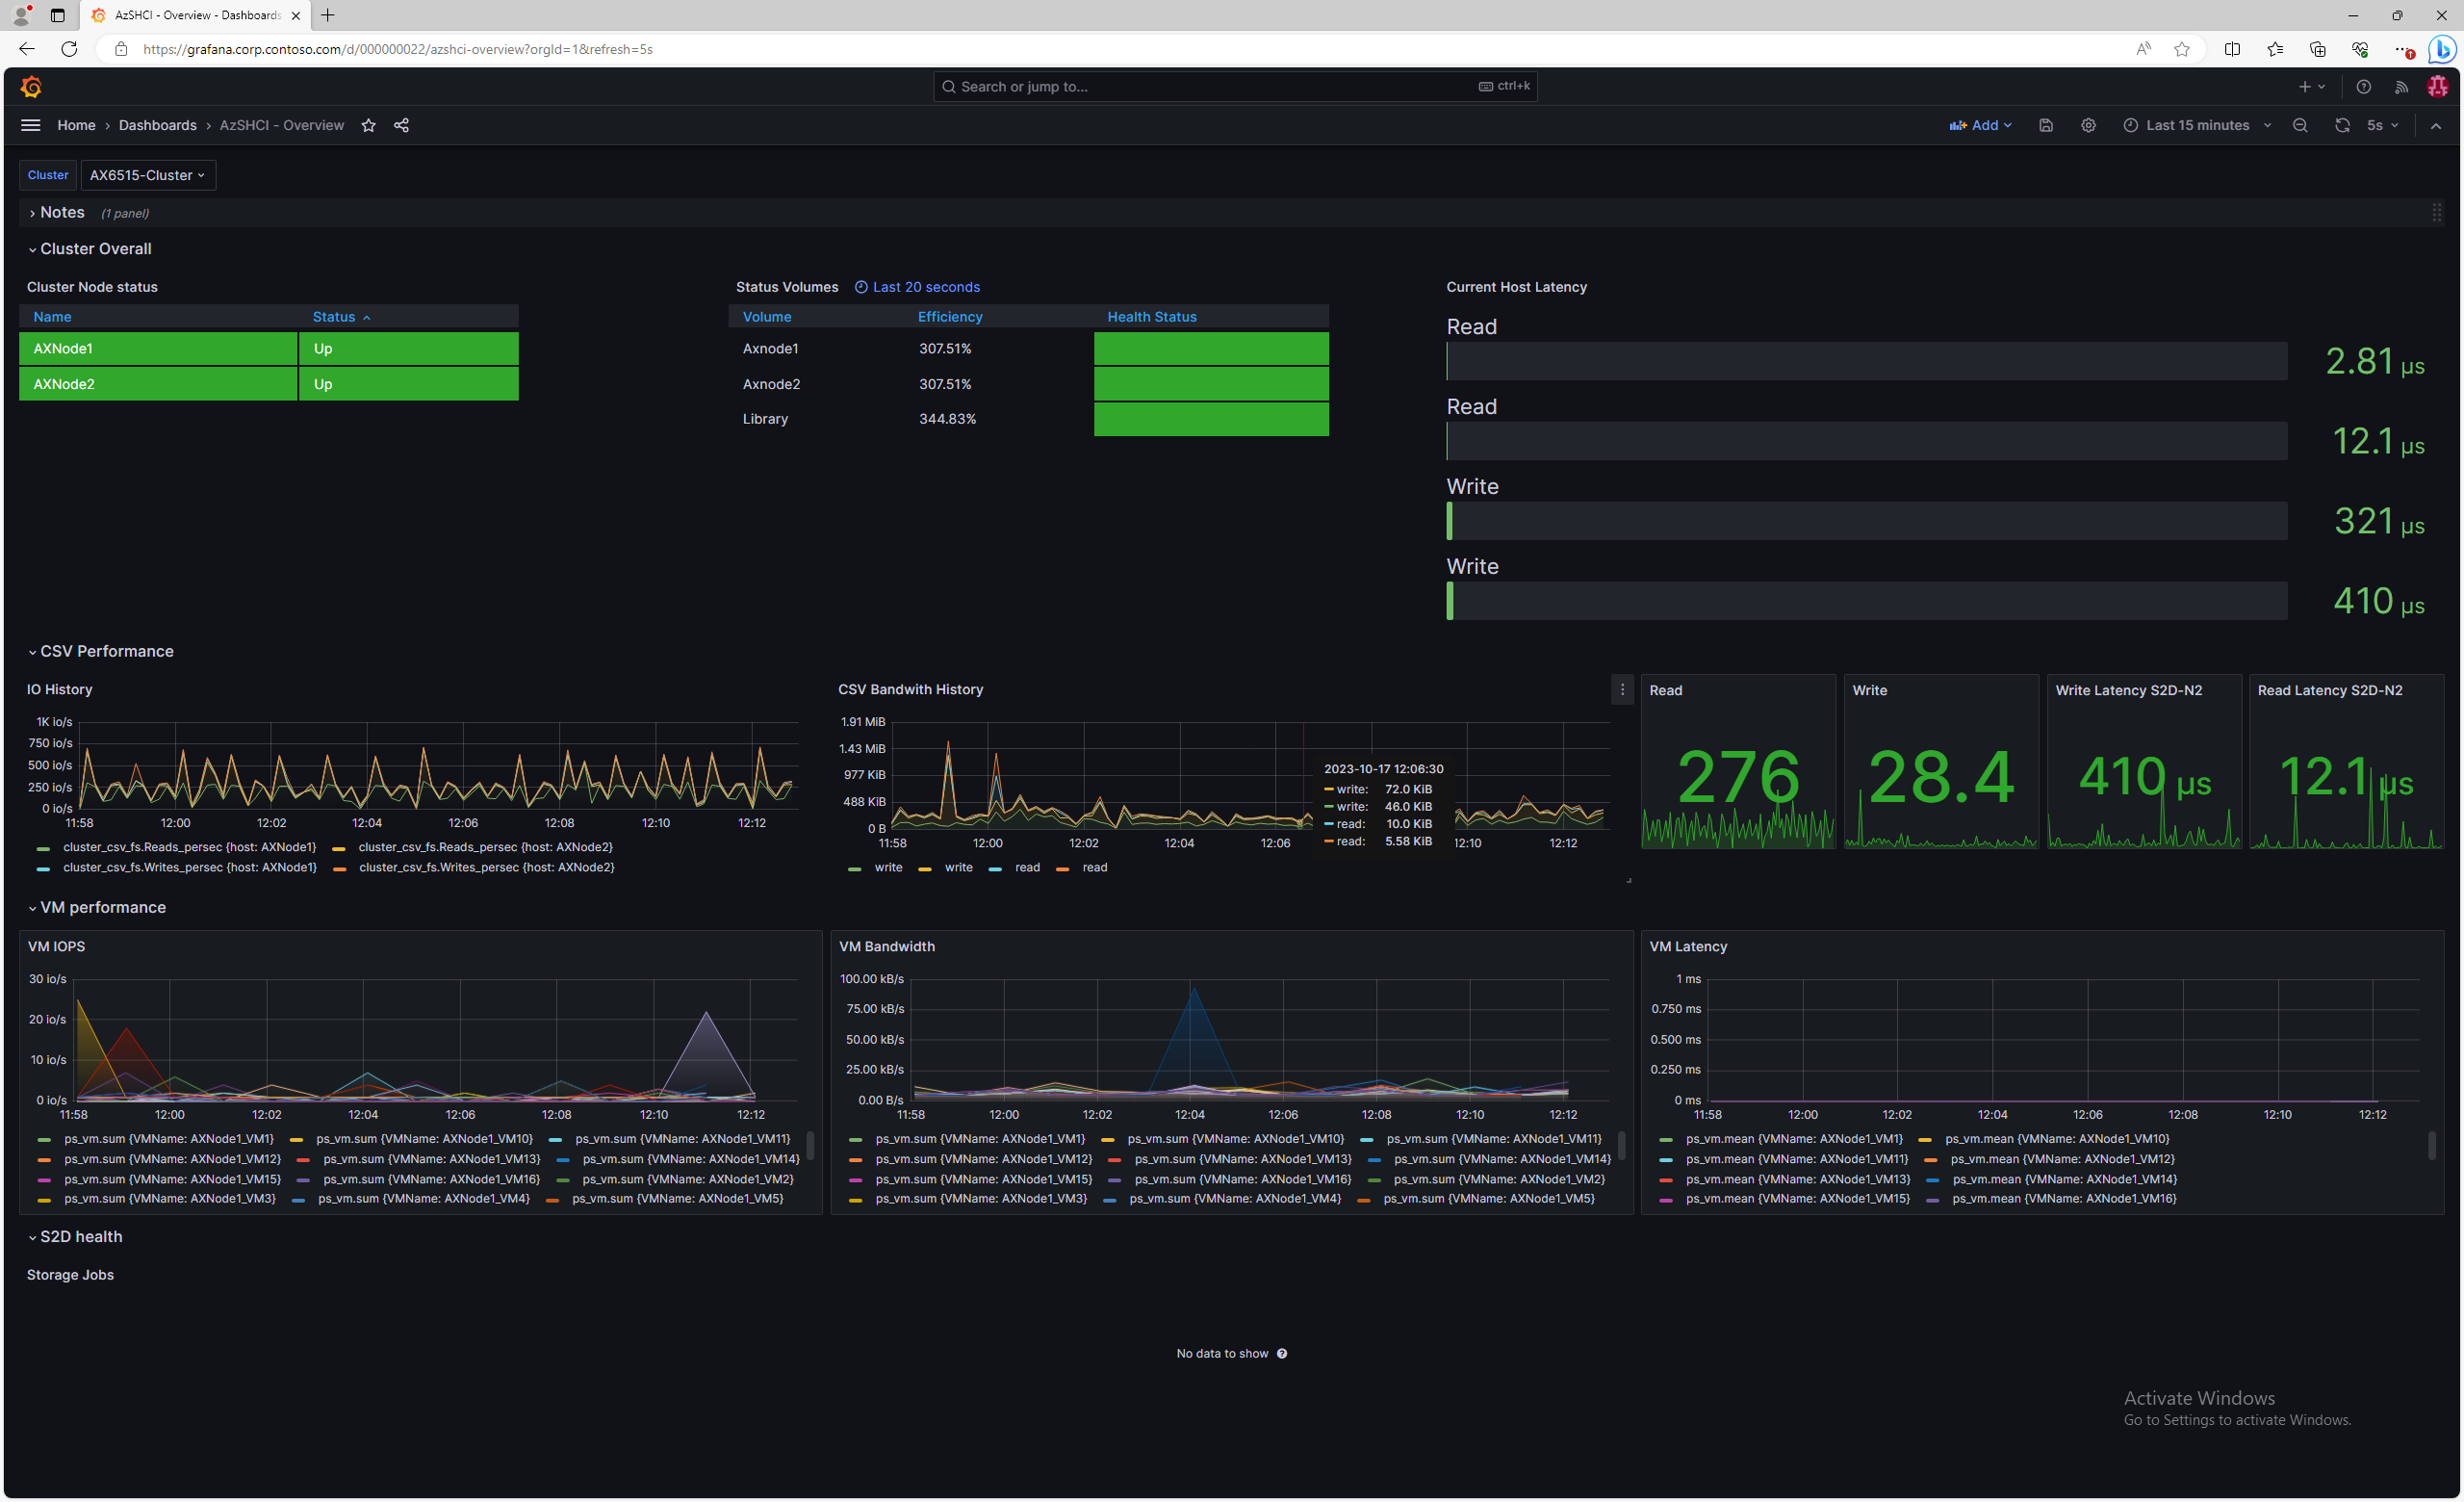 AzSHCI - Overview - Dashboards
https://grafana.corp.contoso.com/d/000000022/azshci-overview?orgId=1&refresh=5s
Search or jump to... ctrl+k
Home › Dashboards › AzSHCI - Overview Add Last 15 minutes 5s
Cluster AX6515-Cluster
Notes (1 panel)
Cluster Overall
Cluster Node status
Name Status
AXNode1 Up
AXNode2 Up
Status Volumes Last 20 seconds
Volume Efficiency Health Status
Axnode1 307.51%
Axnode2 307.51%
Library 344.83%
Current Host Latency
Read
2.81 µs
Read
12.1 µs
Write
321 µs
Write
410 µs
CSV Performance
IO History
1K io/s
750 io/s
500 io/s
250 io/s
0 io/s
11:58 12:00 12:02 12:04 12:06 12:08 12:10 12:12
cluster_csv_fs.Reads_persec {host: AXNode1} cluster_csv_fs.Reads_persec {host: AXNode2}
cluster_csv_fs.Writes_persec {host: AXNode1} cluster_csv_fs.Writes_persec {host: AXNode2}
CSV Bandwith History
1.91 MiB
1.43 MiB
977 KiB
488 KiB
0 B
11:58 12:00 12:02 12:04 12:06 12:10 12:12
2023-10-17 12:06:30
write: 72.0 KiB
write: 46.0 KiB
read: 10.0 KiB
read: 5.58 KiB
write write read read
Read
276
Write
28.4
Write Latency S2D-N2
410 µs
Read Latency S2D-N2
12.1 µs
VM performance
VM IOPS
30 io/s
20 io/s
10 io/s
0 io/s
11:58 12:00 12:02 12:04 12:06 12:08 12:10 12:12
ps_vm.sum {VMName: AXNode1_VM1} ps_vm.sum {VMName: AXNode1_VM10} ps_vm.sum {VMName: AXNode1_VM11}
ps_vm.sum {VMName: AXNode1_VM12} ps_vm.sum {VMName: AXNode1_VM13} ps_vm.sum {VMName: AXNode1_VM14}
ps_vm.sum {VMName: AXNode1_VM15} ps_vm.sum {VMName: AXNode1_VM16} ps_vm.sum {VMName: AXNode1_VM2}
ps_vm.sum {VMName: AXNode1_VM3} ps_vm.sum {VMName: AXNode1_VM4} ps_vm.sum {VMName: AXNode1_VM5}
VM Bandwidth
100.00 kB/s
75.00 kB/s
50.00 kB/s
25.00 kB/s
0.00 B/s
11:58 12:00 12:02 12:04 12:06 12:08 12:10 12:12
ps_vm.sum {VMName: AXNode1_VM1} ps_vm.sum {VMName: AXNode1_VM10} ps_vm.sum {VMName: AXNode1_VM11}
ps_vm.sum {VMName: AXNode1_VM12} ps_vm.sum {VMName: AXNode1_VM13} ps_vm.sum {VMName: AXNode1_VM14}
ps_vm.sum {VMName: AXNode1_VM15} ps_vm.sum {VMName: AXNode1_VM16} ps_vm.sum {VMName: AXNode1_VM2}
ps_vm.sum {VMName: AXNode1_VM3} ps_vm.sum {VMName: AXNode1_VM4} ps_vm.sum {VMName: AXNode1_VM5}
VM Latency
1 ms
0.750 ms
0.500 ms
0.250 ms
0 ms
11:58 12:00 12:02 12:04 12:06 12:08 12:10 12:12
ps_vm.mean {VMName: AXNode1_VM1} ps_vm.mean {VMName: AXNode1_VM10}
ps_vm.mean {VMName: AXNode1_VM11} ps_vm.mean {VMName: AXNode1_VM12}
ps_vm.mean {VMName: AXNode1_VM13} ps_vm.mean {VMName: AXNode1_VM14}
ps_vm.mean {VMName: AXNode1_VM15} ps_vm.mean {VMName: AXNode1_VM16}
S2D health
Storage Jobs
No data to show
Activate Windows
Go to Settings to activate Windows.